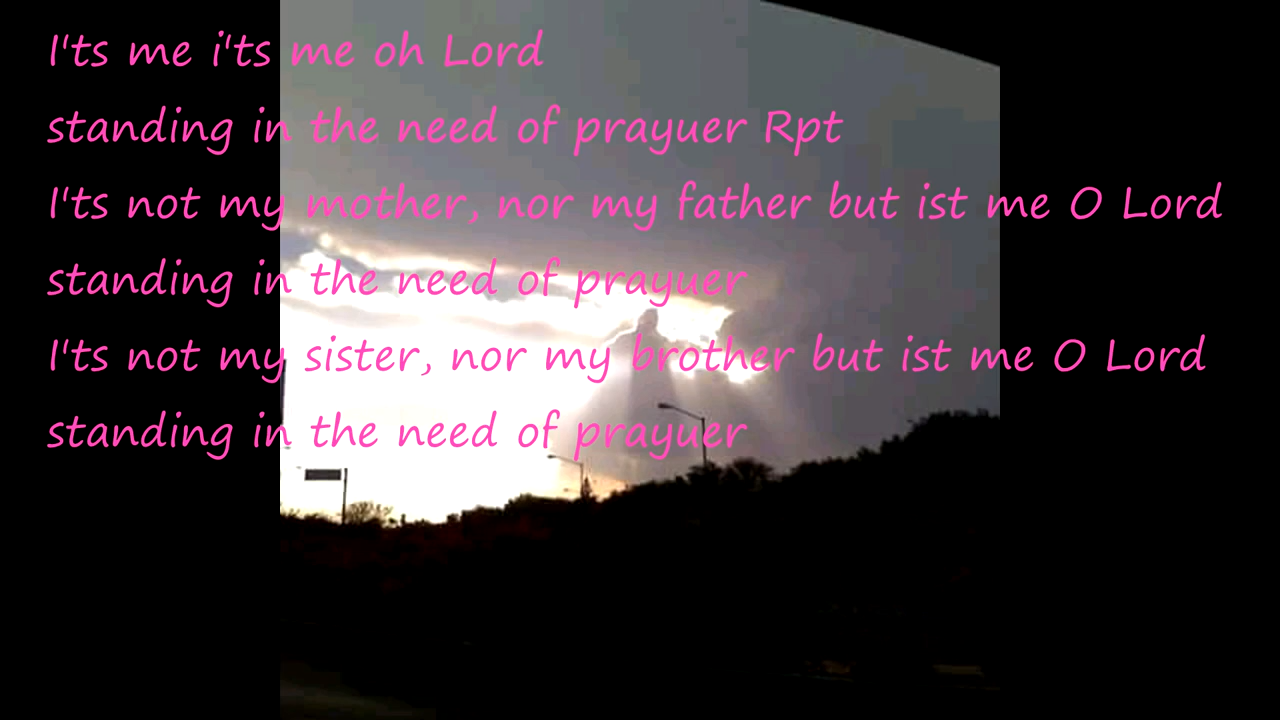 I'ts me i'ts me oh Lord
standing in the need of prayuer Rpt
I'ts not my mother, nor my father but ist me O Lord
standing in the need of prayuer
I'ts not my sister, nor my brother but ist me O Lord
standing in the need of prayuer